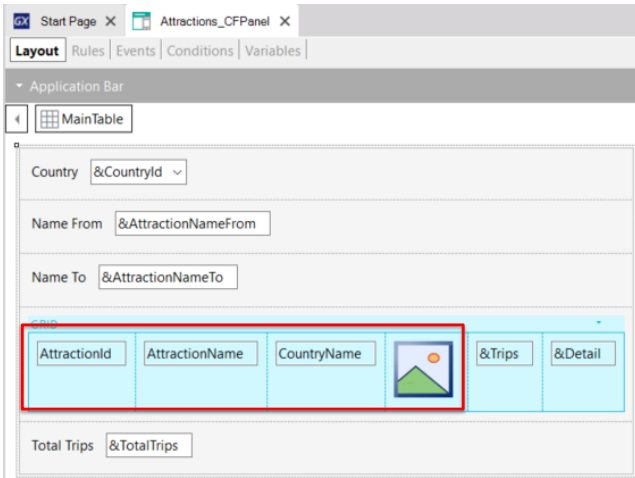 GX Start Page X Attractions_CFPanel X
Layout Rules Events Conditions Variables
Application Bar
MainTable
Country &CountryId
Name From &AttractionNameFrom
Name To &AttractionNameTo
GRID
AttractionId AttractionName CountryName &Trips &Detail
Total Trips &TotalTrips